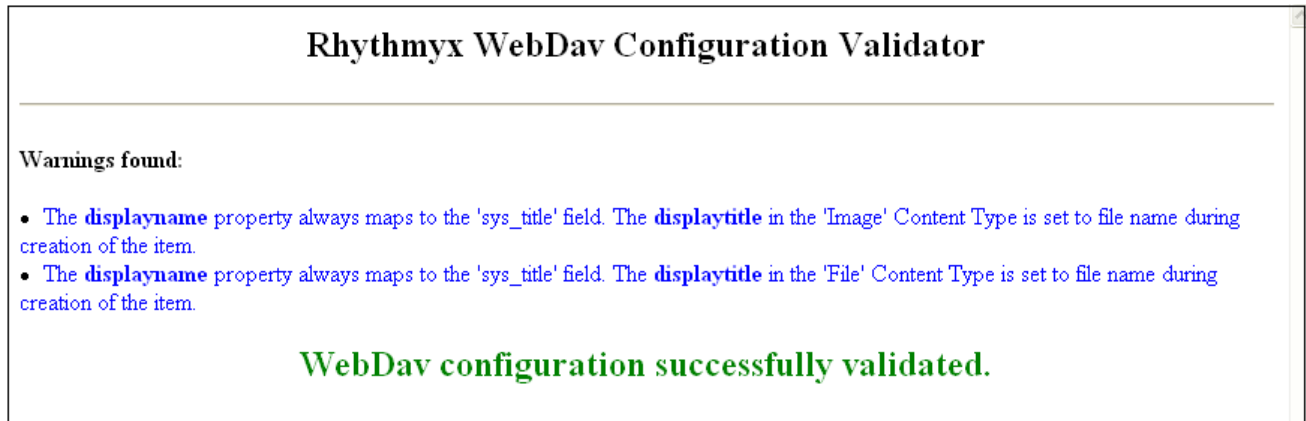 Rhythmyx WebDav Configuration Validator
Warnings found:
• The displayname property always maps to the 'sys_title' field. The displaytitle in the 'Image' Content Type is set to file name during
creation of the item.
• The displayname property always maps to the 'sys_title' field. The displaytitle in the 'File' Content Type is set to file name during
creation of the item.
WebDav configuration successfully validated.